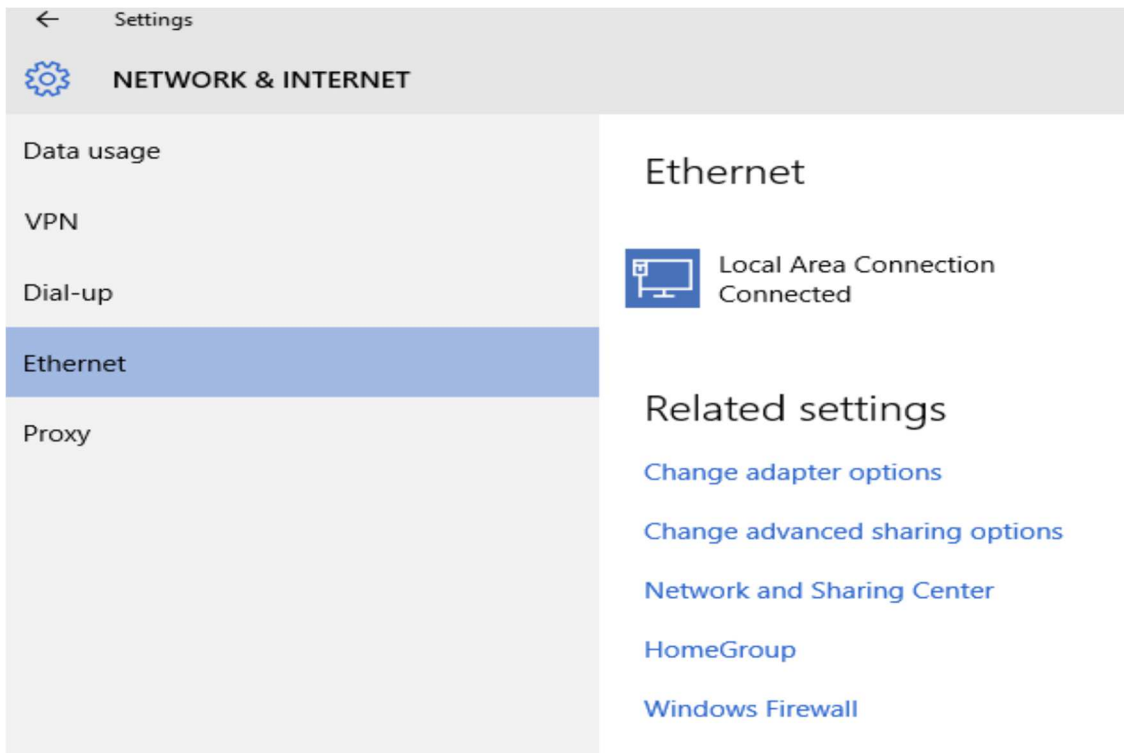 Settings
NETWORK & INTERNET
Data usage
VPN
Dial-up
Ethernet
Proxy
Ethernet
Local Area Connection
Connected
Related settings
Change adapter options
Change advanced sharing options
Network and Sharing Center
HomeGroup
Windows Firewall